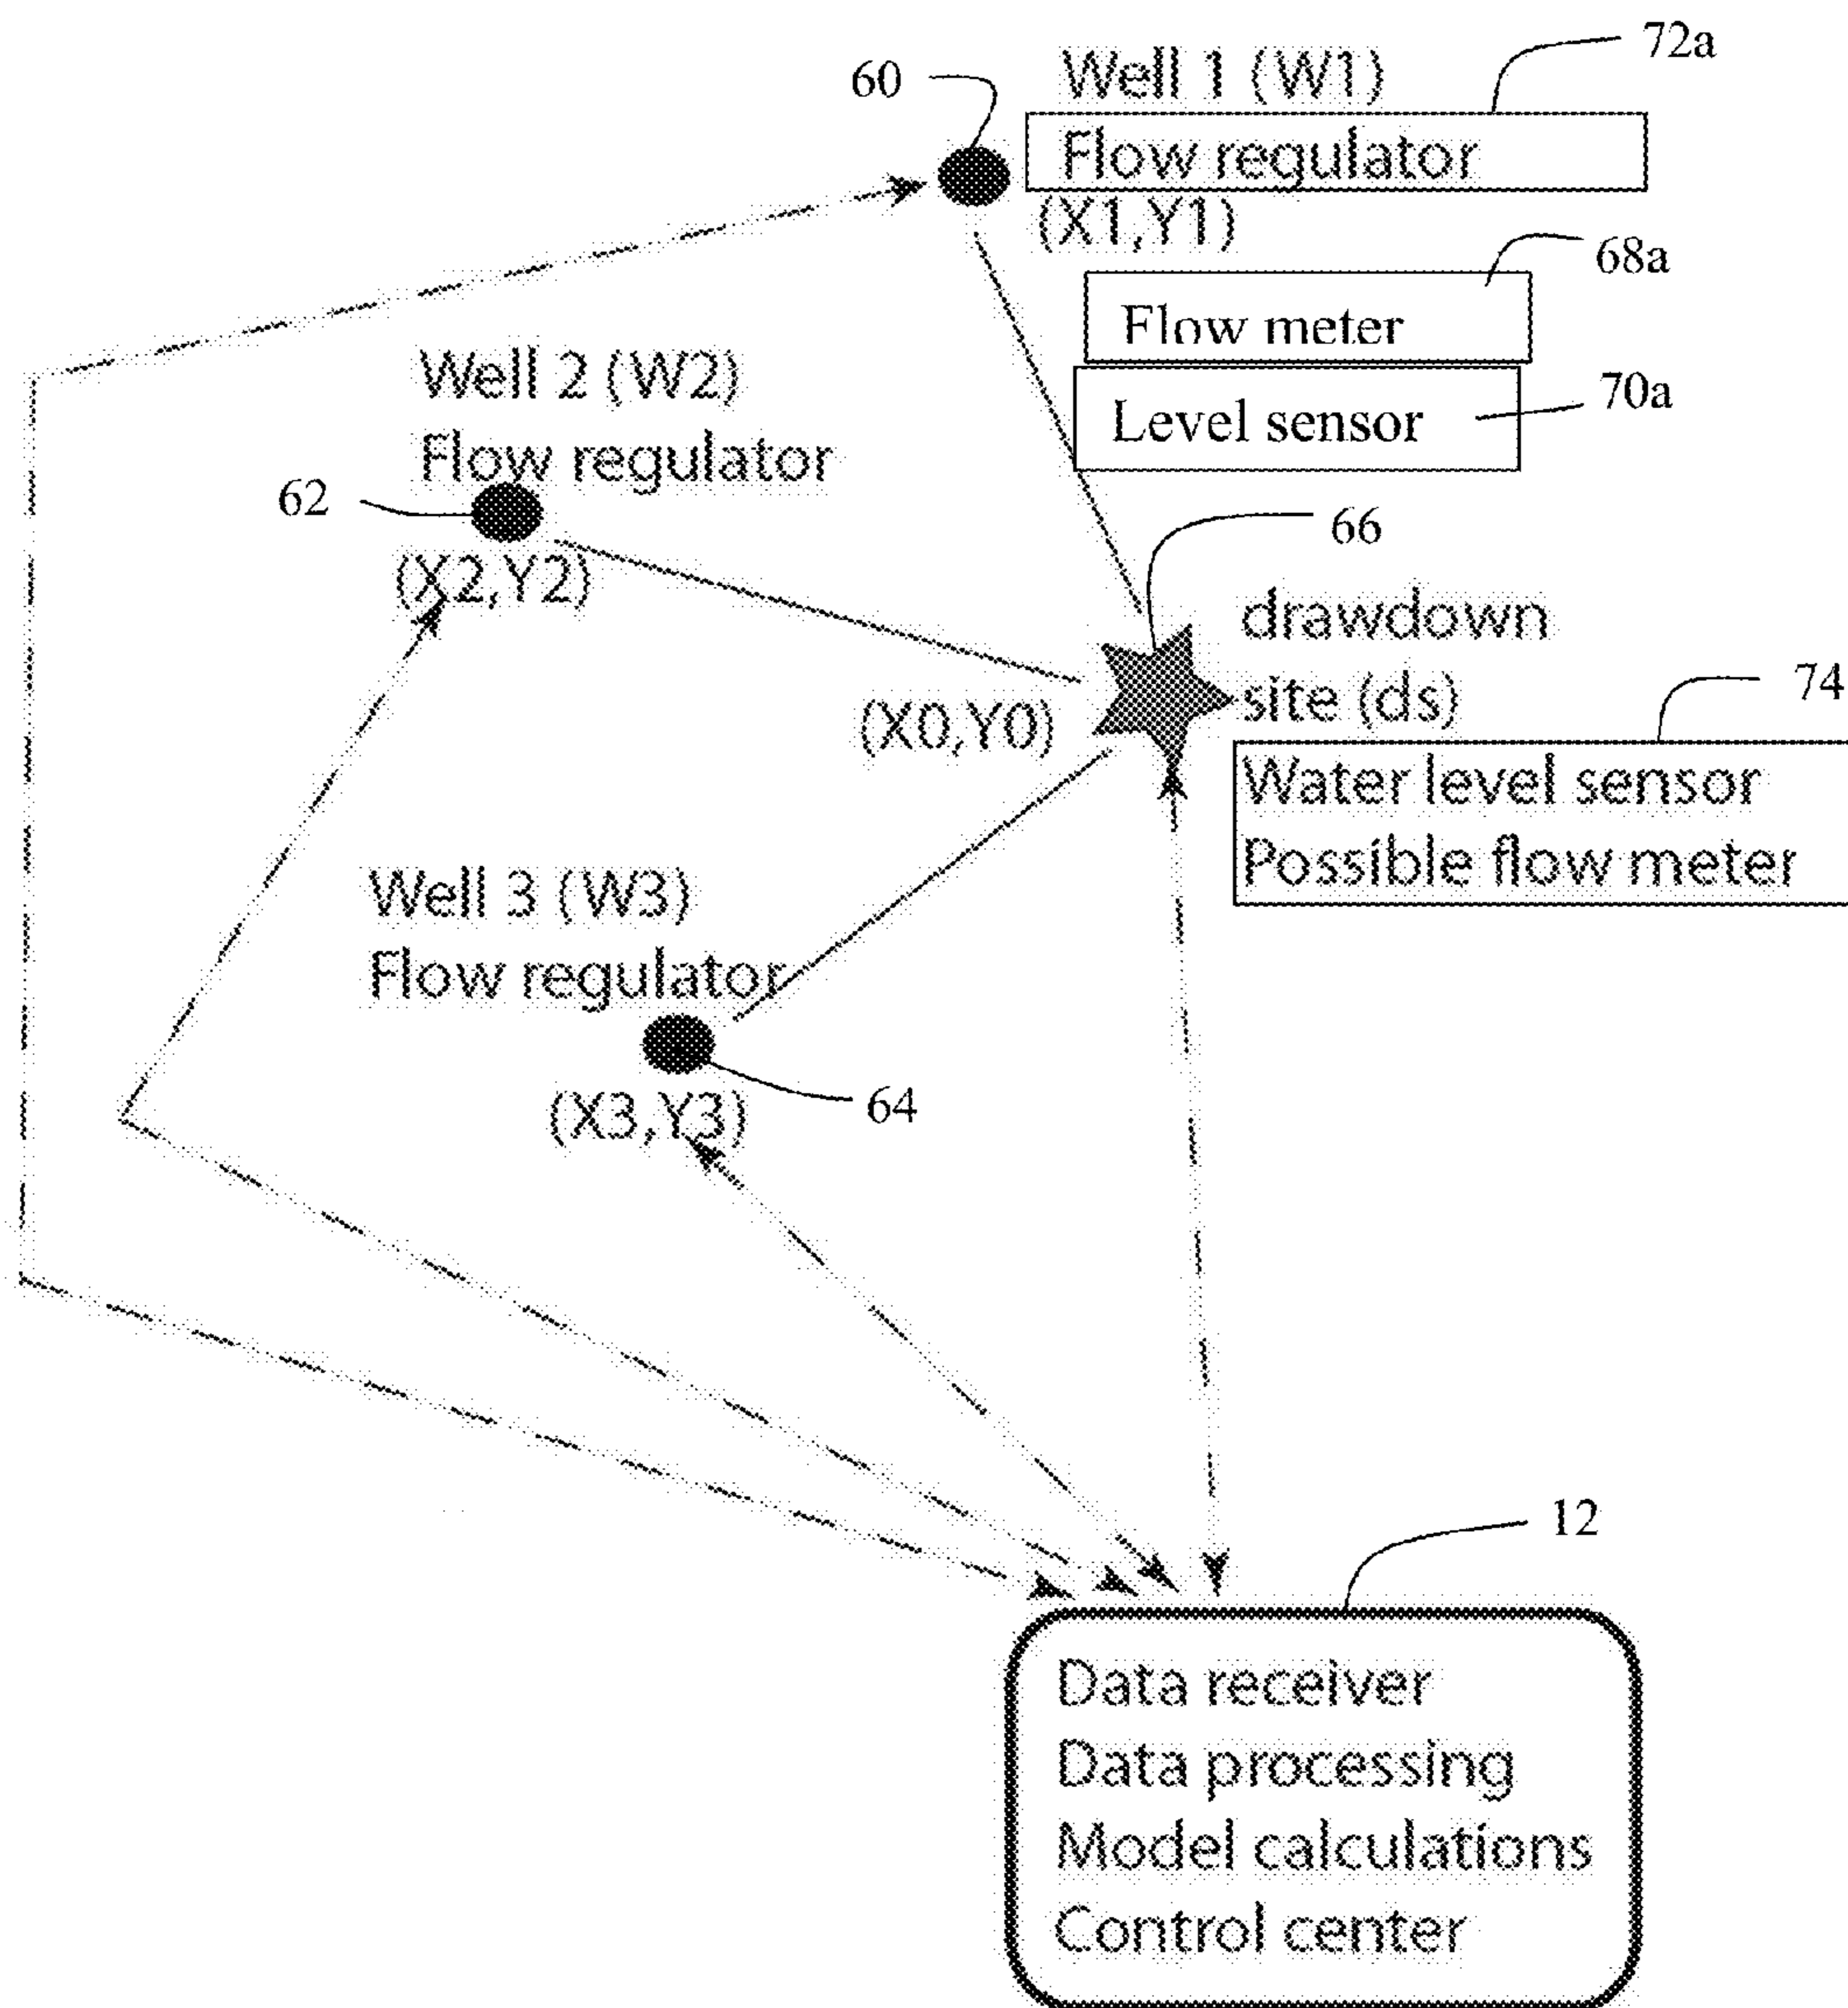 72a
60
Well 1 (W1)
Flow regulator
(X1,Y1)
68a
Flow meter
Well 2 (W2)
70a
Level sensor
Flow regulator
62
66
(X2,Y2)
drawdown
74
site (ds)
(X0,Y0)
Water level sensor
Possible flow meter
Well 3 (W3)
Flow regulator
64
(X3,Y3)
12
Data receiver
Data processing
Model calculations
Control center